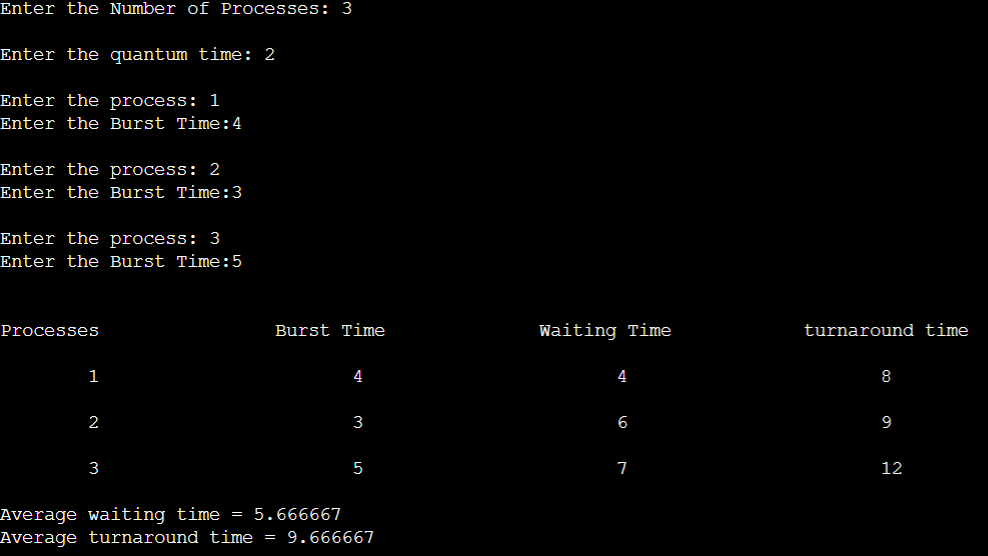 Enter the Number of Processes: 3
Enter the quantum time: 2
Enter the process: 1
Enter the Burst Time:4
Enter the process: 2
Enter the Burst Time:3
Enter the process: 3
Enter the Burst Time:5
Processes Burst Time Waiting Time turnaround time
1 4 4 8
2 3 6 9
3 5 7 12
Average waiting time = 5.666667
Average turnaround time = 9.666667